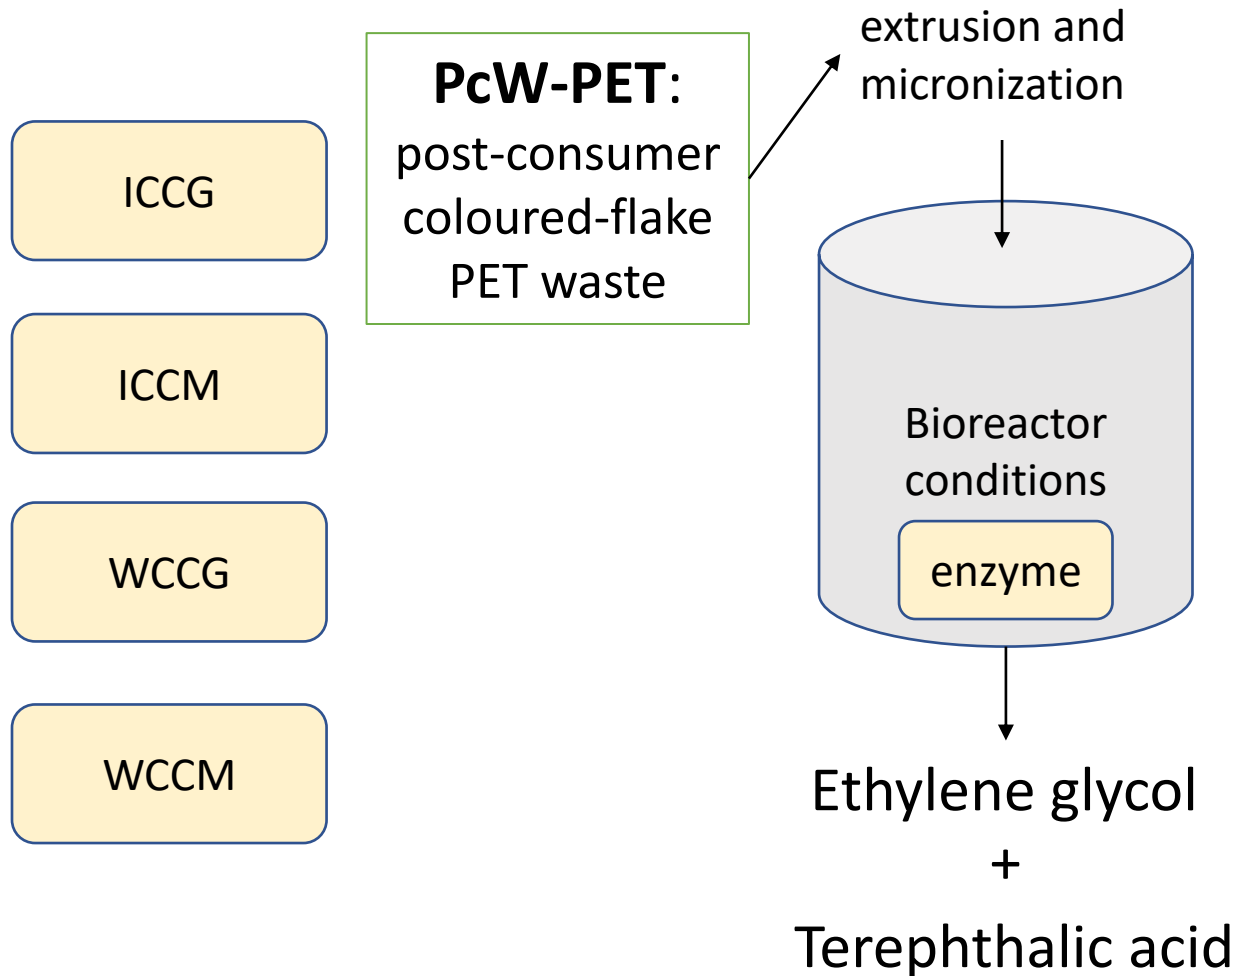 ICCG
ICCM
WCCG
WCCM
PcW-PET:
post-consumer
coloured-flake
PET waste
extrusion and
micronization
Bioreactor
conditions
enzyme
Ethylene glycol
+
Terephthalic acid